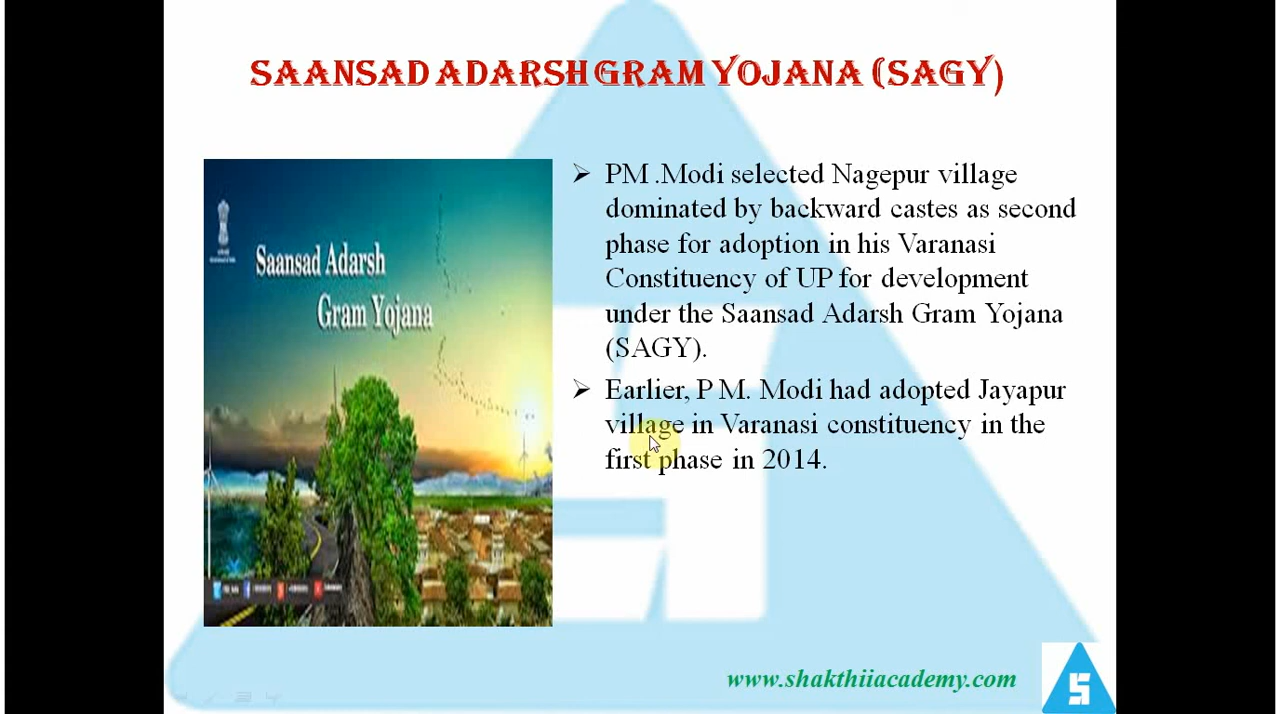 SAANSAD ADARSH GRAM YOJANA (SAGY)
Saansad Adarsh
Gram Yojana
➢ PM .Modi selected Nagepur village
dominated by backward castes as second
phase for adoption in his Varanasi
Constituency of UP for development
under the Saansad Adarsh Gram Yojana
(SAGY).
➢ Earlier, P M. Modi had adopted Jayapur
village in Varanasi constituency in the
first phase in 2014.
www.shakthiiacademy.com
S